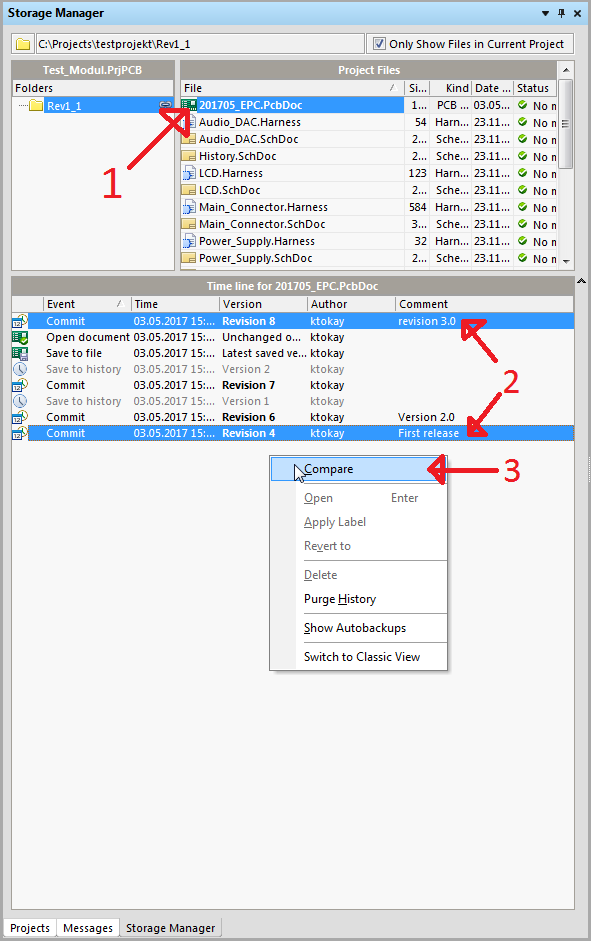 Storage Manager
C:\Projects\testprojekt\Rev1_1
Only Show Files in Current Project
Test_Modul.PrjPCB
Project Files
Folders
File / Si... Kind Date ... Status
Rev1_1
201705_EPC.PcbDoc 1... PCB ... 03.05... No n
Audio_DAC.Harness 54 Harn... 23.11... No n
Audio_DAC.SchDoc 2... Sche... 23.11... No n
History.SchDoc 2... Sche... 23.11... No n
LCD.Harness 123 Harn... 23.11... No n
LCD.SchDoc 2... Sche... 23.11... No n
Main_Connector.Harness 584 Harn... 23.11... No n
Main_Connector.SchDoc 3... Sche... 23.11... No n
Power_Supply.Harness 32 Harn... 23.11... No n
Power_Supply.SchDoc 2... Sche... 23.11... No n
1
Time line for 201705_EPC.PcbDoc
Event / Time Version Author Comment
Commit 03.05.2017 15:... Revision 8 ktokay revision 3.0
Open document 03.05.2017 15:... Unchanged o... ktokay
Save to file 03.05.2017 15:... Latest saved ve... ktokay
Save to history 03.05.2017 15:... Version 2 ktokay
Commit 03.05.2017 15:... Revision 7 ktokay
Save to history 03.05.2017 15:... Version 1 ktokay
Commit 03.05.2017 15:... Revision 6 ktokay Version 2.0
Commit 03.05.2017 15:... Revision 4 ktokay First release
2
Compare
3
Open Enter
Apply Label
Revert to
Delete
Purge History
Show Autobackups
Switch to Classic View
Projects Messages Storage Manager